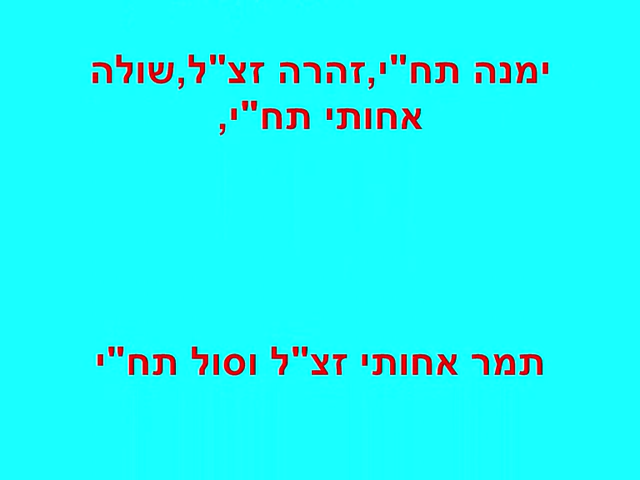 ימנה תח"י,זהרה זצ"ל,שולה
אחותי תח"י,
תמר אחותי זצ"ל וסול תח"י